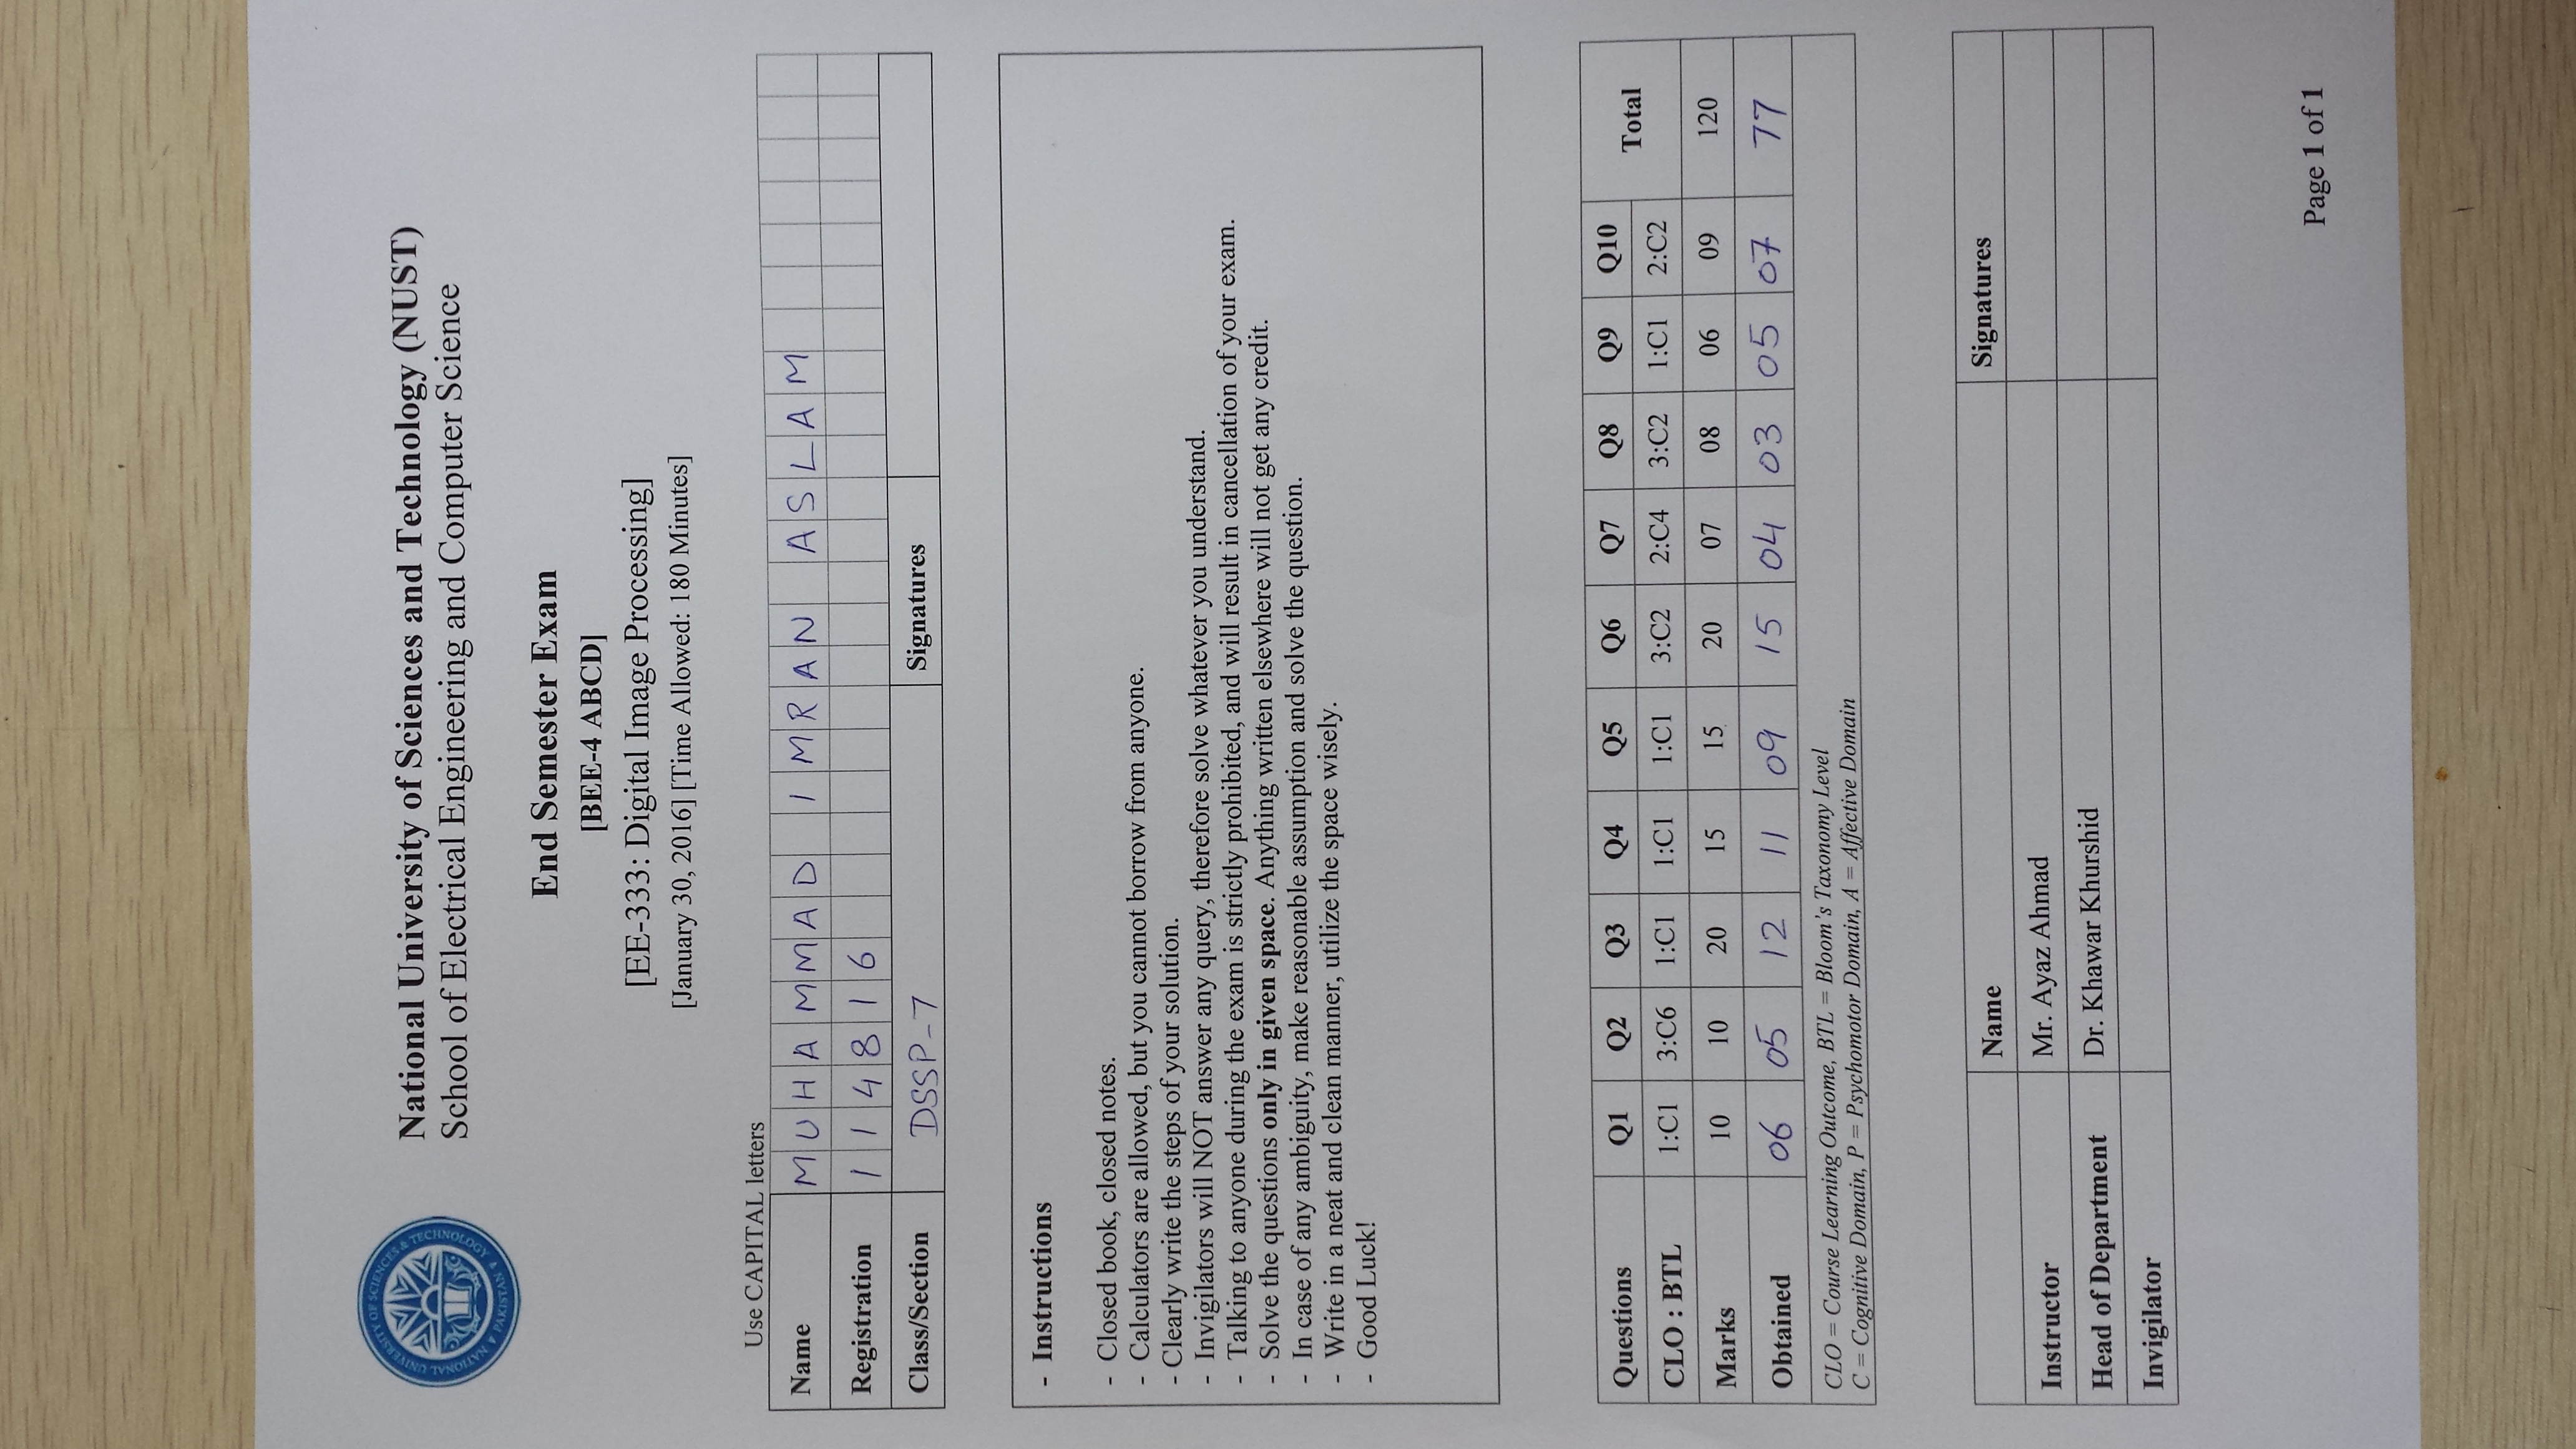 NATIONAL UNIVERSITY OF SCIENCES & TECHNOLOGY
PAKISTAN
National University of Sciences and Technology (NUST)
School of Electrical Engineering and Computer Science
End Semester Exam
[BEE-4 ABCD]
[EE-333: Digital Image Processing]
[January 30, 2016] [Time Allowed: 180 Minutes]
Use CAPITAL letters
Name MUHAMMAD IMRAN ASLAM
Registration 114816
Class/Section DSSP-7 Signatures
- Instructions
- Closed book, closed notes.
- Calculators are allowed, but you cannot borrow from anyone.
- Clearly write the steps of your solution.
- Invigilators will NOT answer any query, therefore solve whatever you understand.
- Talking to anyone during the exam is strictly prohibited, and will result in cancellation of your exam.
- Solve the questions only in given space. Anything written elsewhere will not get any credit.
- In case of any ambiguity, make reasonable assumption and solve the question.
- Write in a neat and clean manner, utilize the space wisely.
- Good Luck!
Questions Q1 Q2 Q3 Q4 Q5 Q6 Q7 Q8 Q9 Q10 Total
CLO : BTL 1:C1 3:C6 1:C1 1:C1 1:C1 3:C2 2:C4 3:C2 1:C1 2:C2
Marks 10 10 20 15 15 20 07 08 06 09 120
Obtained 06 05 12 11 09 15 04 03 05 07 77
CLO = Course Learning Outcome, BTL = Bloom's Taxonomy Level
C = Cognitive Domain, P = Psychomotor Domain, A = Affective Domain
Name Signatures
Instructor Mr. Ayaz Ahmad
Head of Department Dr. Khawar Khurshid
Invigilator
Page 1 of 1